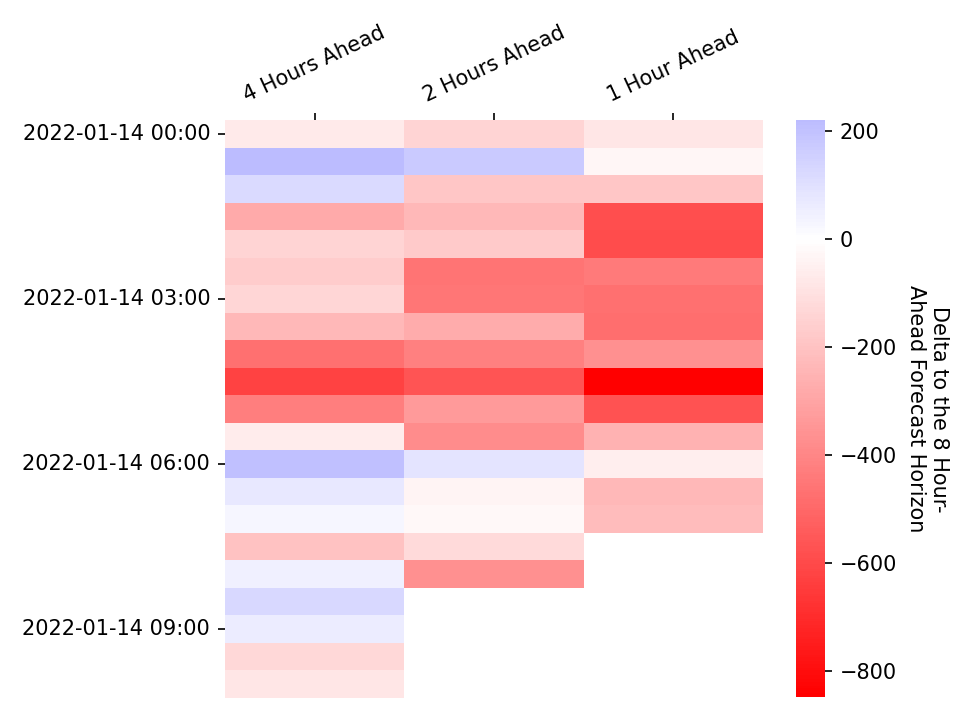 4 Hours Ahead
2 Hours Ahead
1 Hour Ahead
2022-01-14 00:00
2022-01-14 03:00
2022-01-14 06:00
2022-01-14 09:00
200
0
−200
−400
−600
−800
Delta to the 8 Hour-
Ahead Forecast Horizon